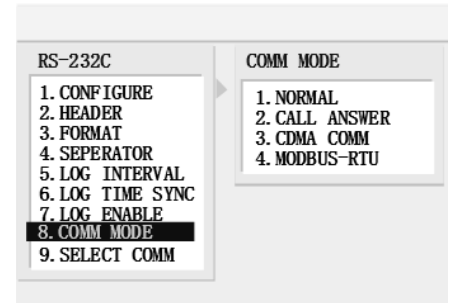 RS-232C
1. CONFIGURE
2. HEADER
3. FORMAT
4. SEPERATOR
5. LOG INTERVAL
6. LOG TIME SYNC
7. LOG ENABLE
8. COMM MODE
9. SELECT COMM
COMM MODE
1. NORMAL
2. CALL ANSWER
3. CDMA COMM
4. MODBUS-RTU